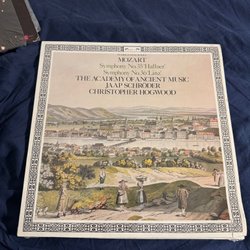 MOZART
Symphony No.35 'Haffner'
Symphony No.36 'Linz'
THE ACADEMY OF ANCIENT MUSIC
JAAP SCHRÖDER
CHRISTOPHER HOGWOOD